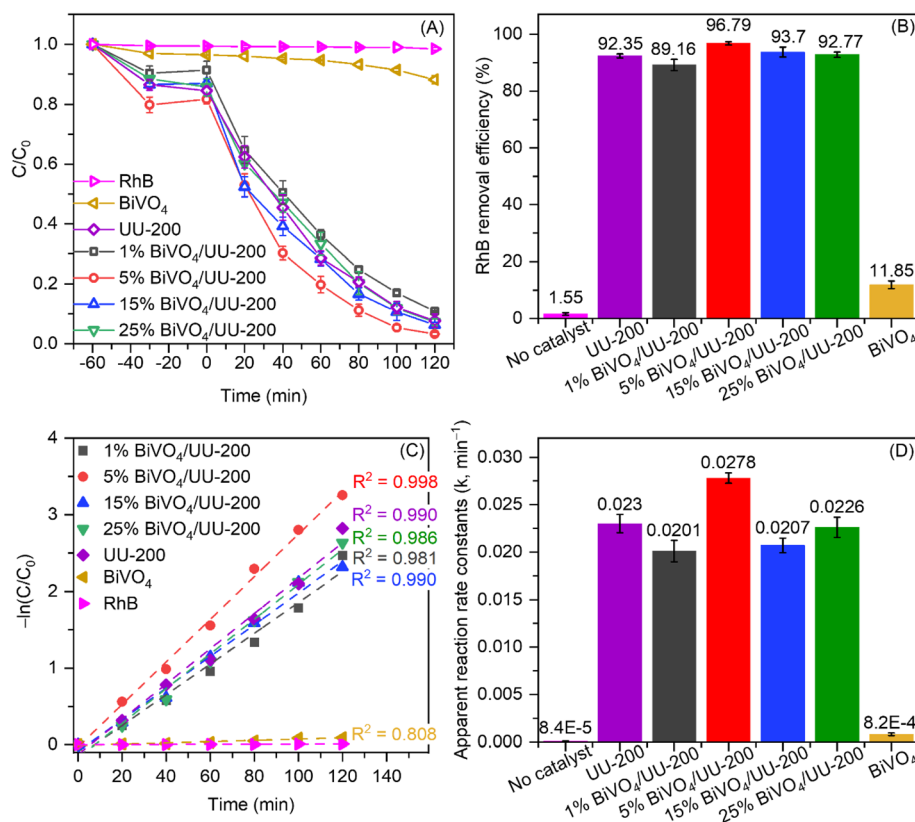 (A)
1.0
0.8
0.6
0.4
0.2
0.0
C/C0
RhB
BiVO4
UU-200
1% BiVO4/UU-200
5% BiVO4/UU-200
15% BiVO4/UU-200
25% BiVO4/UU-200
-60 -40 -20 0 20 40 60 80 100 120
Time (min)
(B)
100
90
80
70
60
50
40
30
20
10
0
RhB removal efficiency (%)
1.55
92.35
89.16
96.79
93.7
92.77
11.85
No catalyst
UU-200
1% BiVO4/UU-200
5% BiVO4/UU-200
15% BiVO4/UU-200
25% BiVO4/UU-200
BiVO4
(C)
4
3
2
1
0
–ln(C/C0)
1% BiVO4/UU-200
5% BiVO4/UU-200
15% BiVO4/UU-200
25% BiVO4/UU-200
UU-200
BiVO4
RhB
R2 = 0.998
R2 = 0.990
R2 = 0.986
R2 = 0.981
R2 = 0.990
R2 = 0.808
0 20 40 60 80 100 120 140
Time (min)
(D)
0.030
0.025
0.020
0.015
0.010
0.005
0.000
Apparent reaction rate constants (k, min−1)
8.4E-5
0.023
0.0201
0.0278
0.0207
0.0226
8.2E-4
No catalyst
UU-200
1% BiVO4/UU-200
5% BiVO4/UU-200
15% BiVO4/UU-200
25% BiVO4/UU-200
BiVO4